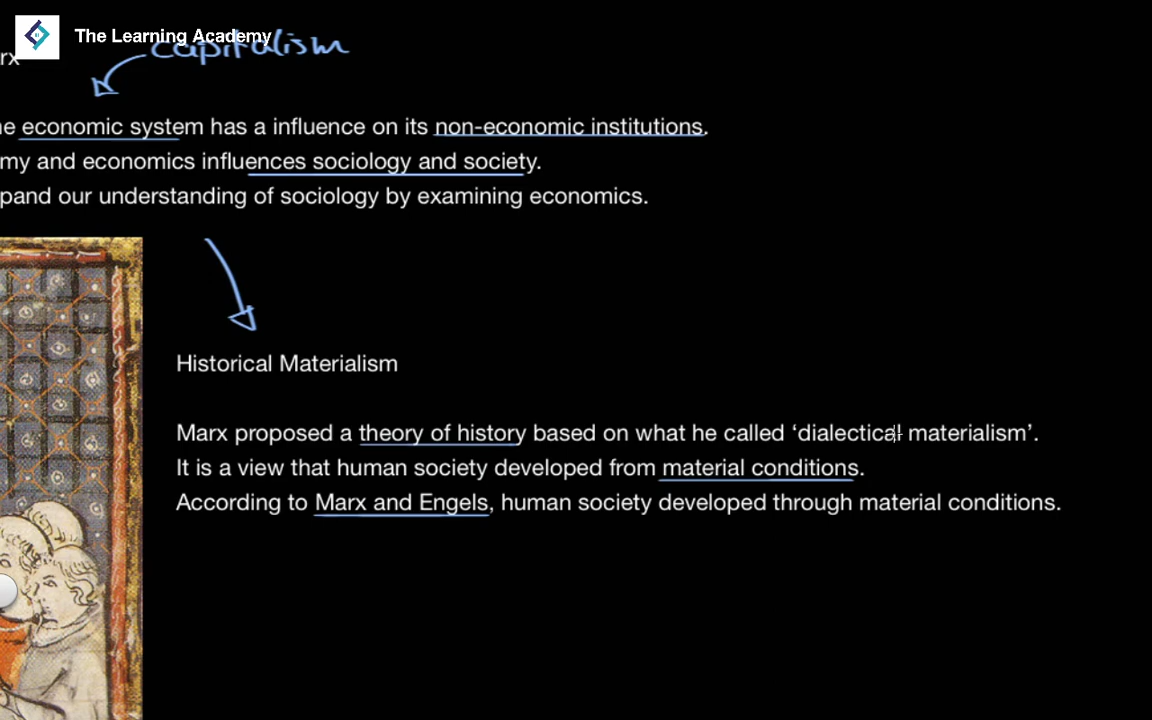 The Learning Academy
rx
capitalism
e economic system has a influence on its non-economic institutions.
my and economics influences sociology and society.
pand our understanding of sociology by examining economics.
Historical Materialism
Marx proposed a theory of history based on what he called ‘dialectical materialism’.
It is a view that human society developed from material conditions.
According to Marx and Engels, human society developed through material conditions.